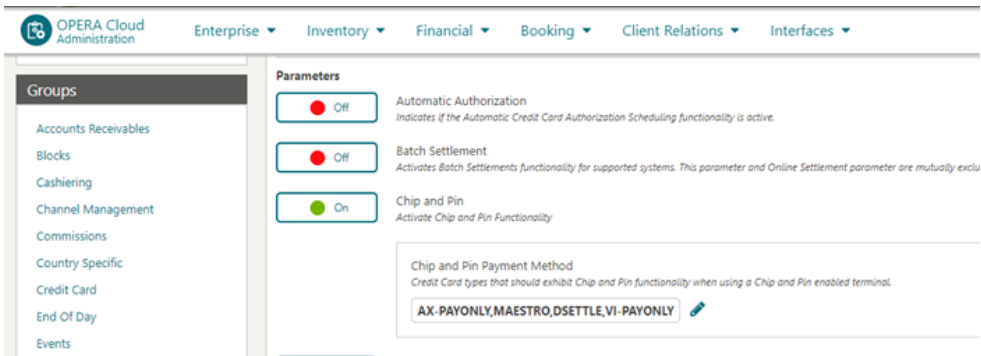 OPERA Cloud
Administration
Enterprise
Inventory
Financial
Booking
Client Relations
Interfaces
Groups
Accounts Receivables
Blocks
Cashiering
Channel Management
Commissions
Country Specific
Credit Card
End Of Day
Events
Parameters
Off
Automatic Authorization
Indicates if the Automatic Credit Card Authorization Scheduling functionality is active.
Off
Batch Settlement
Activates Batch Settlements functionality for supported systems. This parameter and Online Settlement parameter are mutually exclu
On
Chip and Pin
Activate Chip and Pin Functionality
Chip and Pin Payment Method
Credit Card types that should exhibit Chip and Pin functionality when using a Chip and Pin enabled terminal.
AX-PAYONLY,MAESTRO,DSETTLE,VI-PAYONLY